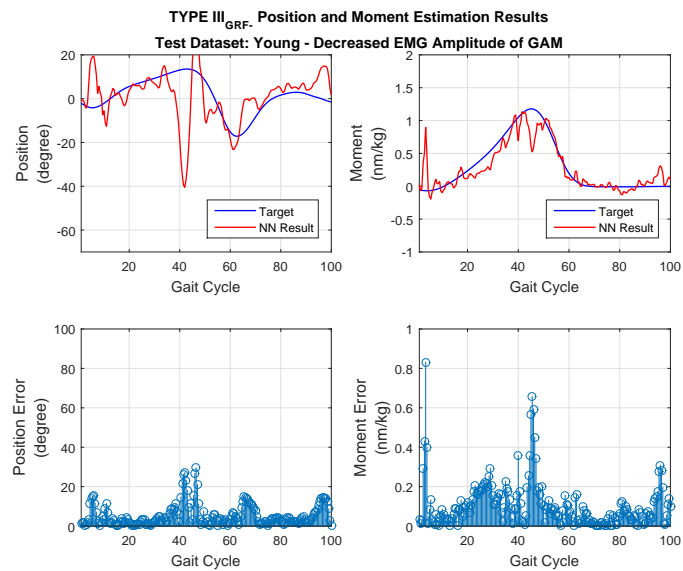 TYPE III GRF- Position and Moment Estimation Results
Test Dataset: Young - Decreased EMG Amplitude of GAM
20
0
-20
-40
-60
Position
(degree)
Target
NN Result
20 40 60 80 100
Gait Cycle
2
1.5
1
0.5
0
-0.5
-1
Moment
(nm/kg)
Target
NN Result
20 40 60 80 100
Gait Cycle
100
80
60
40
20
0
Position Error
(degree)
20 40 60 80 100
Gait Cycle
1
0.8
0.6
0.4
0.2
0
Moment Error
(nm/kg)
20 40 60 80 100
Gait Cycle